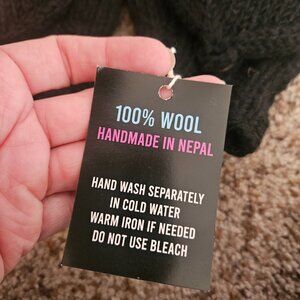 100% WOOL
HANDMADE IN NEPAL
HAND WASH SEPARATELY
IN COLD WATER
WARM IRON IF NEEDED
DO NOT USE BLEACH